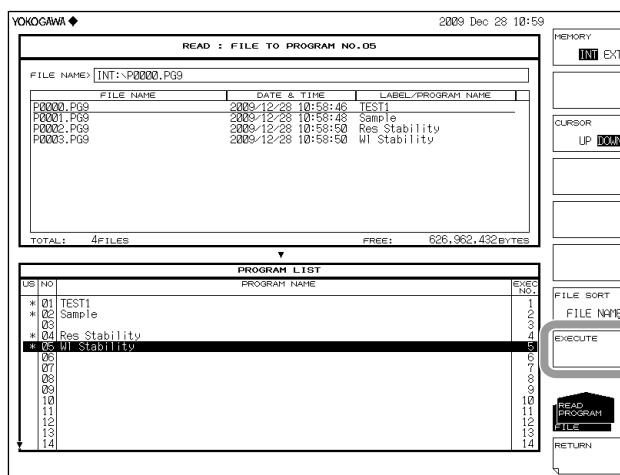 YOKOGAWA ◆ 2009 Dec 28 10:59
READ : FILE TO PROGRAM NO.05
FILE NAME> INT:\P0000.PG9
FILE NAME DATE & TIME LABEL/PROGRAM NAME
P0000.PG9 2009/12/28 10:58:46 TEST1
P0001.PG9 2009/12/28 10:58:48 Sample
P0002.PG9 2009/12/28 10:58:50 Res Stability
P0003.PG9 2009/12/28 10:58:50 Wl Stability
TOTAL: 4FILES FREE: 626,962,432BYTES
PROGRAM LIST
US NO PROGRAM NAME EXEC NO.
* 01 TEST1 1
* 02 Sample 2
03 3
* 04 Res Stability 4
* 05 Wl Stability 5
06 6
07 7
08 8
09 9
10 10
11 11
12 12
13 13
14 14
MEMORY
INT EXT
CURSOR
UP DOWN
FILE SORT
FILE NAME
EXECUTE
READ
PROGRAM
FILE
RETURN